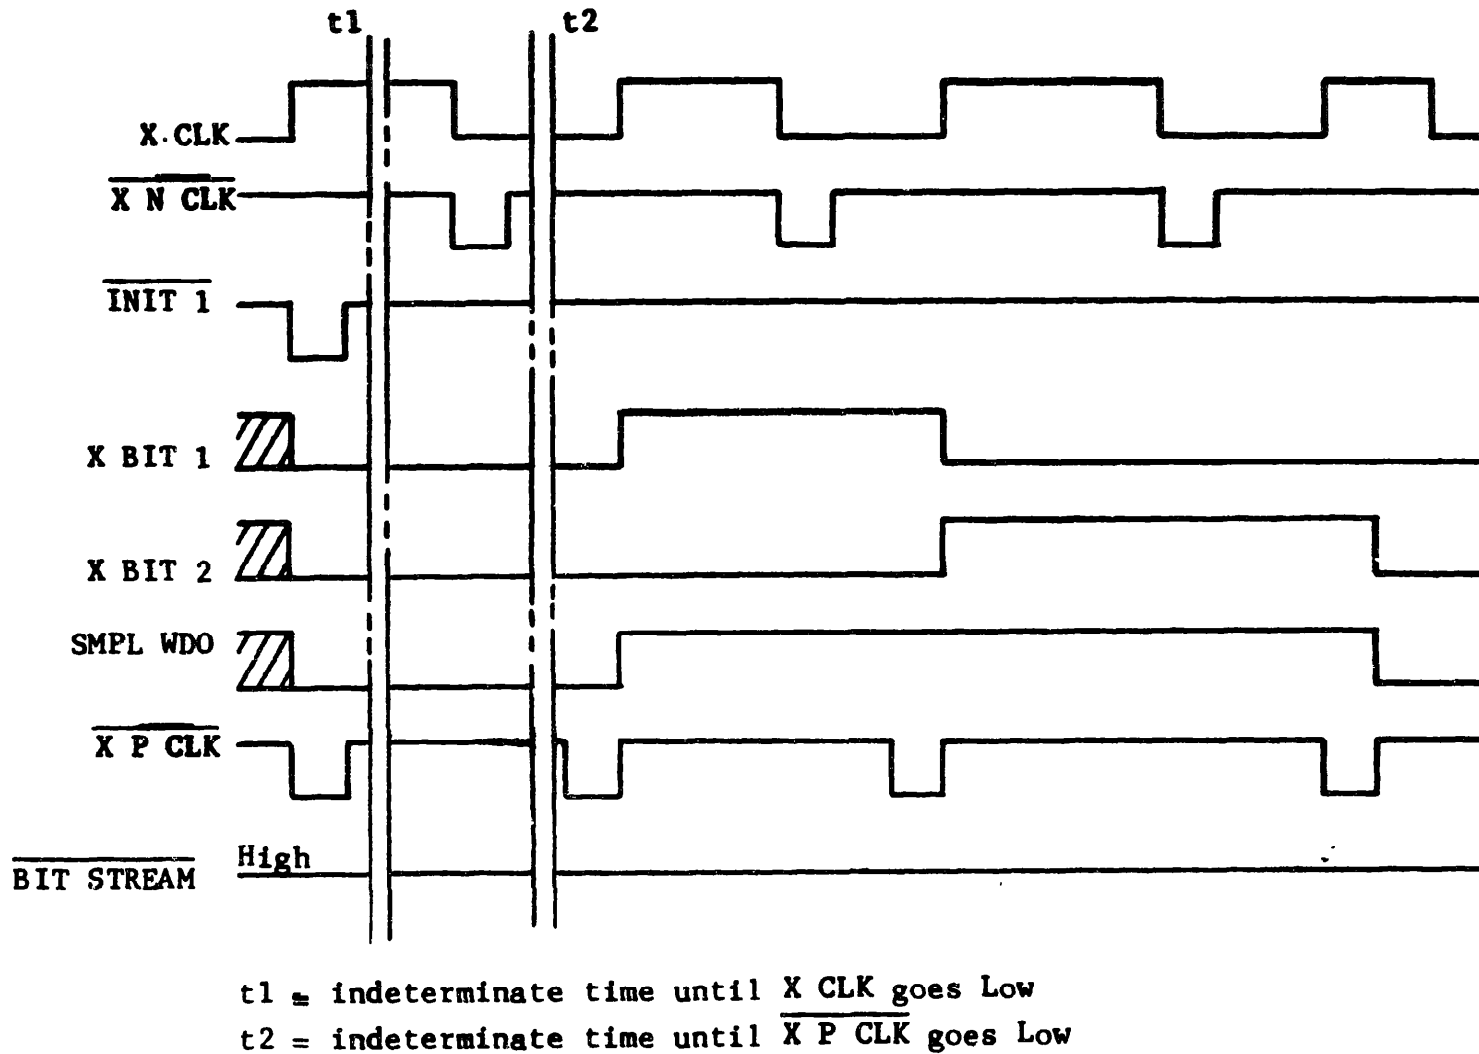 t1 t2
X CLK
X N CLK
INIT 1
X BIT 1
X BIT 2
SMPL WDO
X P CLK
High
BIT STREAM
t1 = indeterminate time until X CLK goes Low
t2 = indeterminate time until X P CLK goes Low